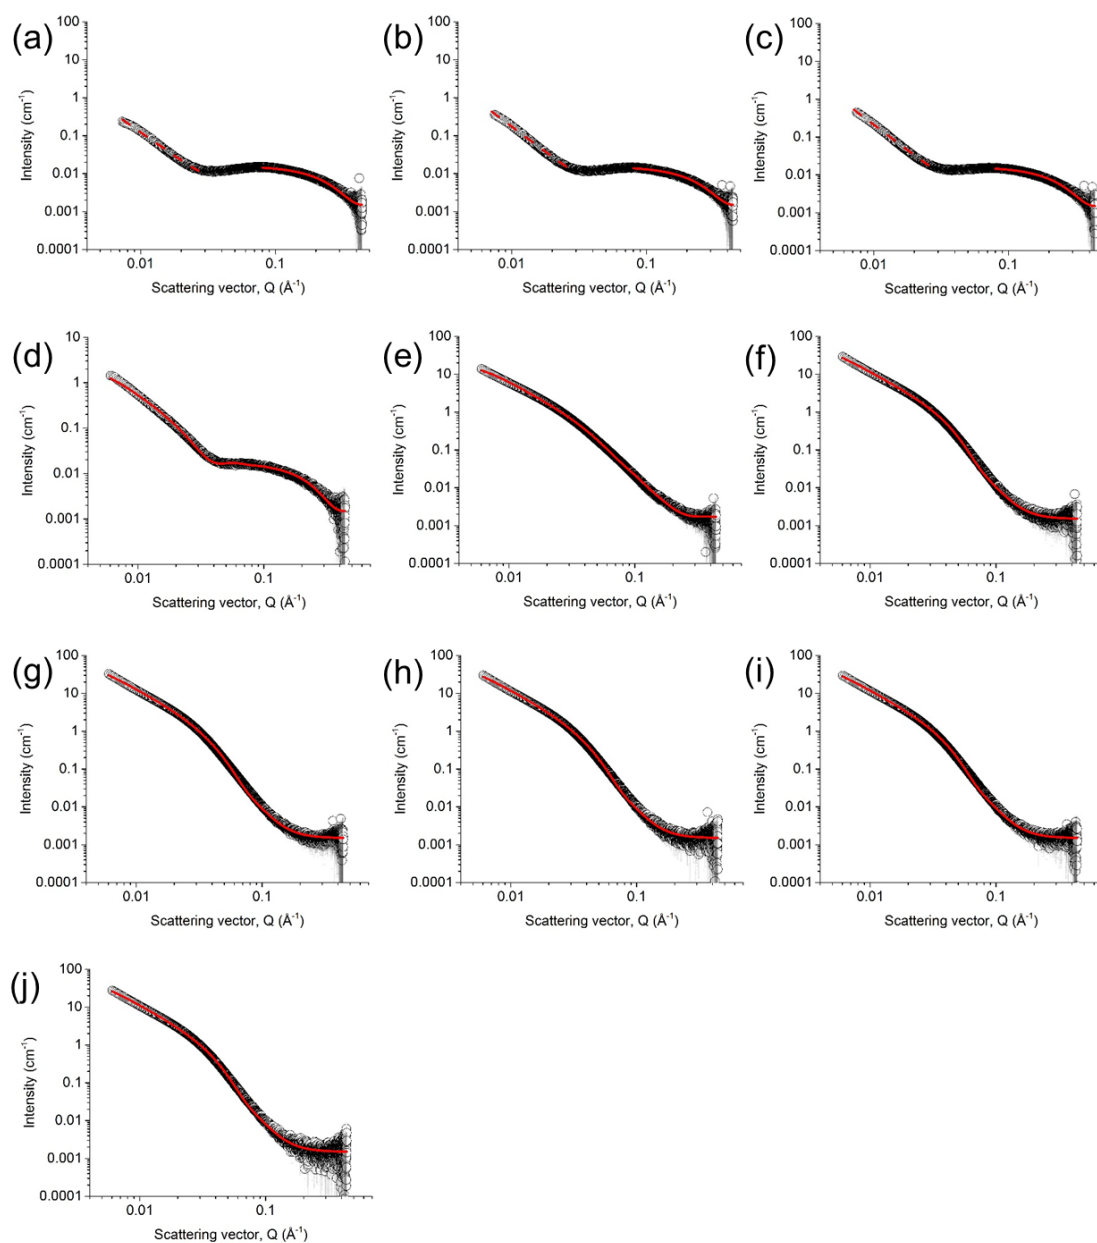 (a)
100
10
1
0.1
0.01
0.001
0.0001
Intensity (cm⁻¹)
0.01 0.1
Scattering vector, Q (Å⁻¹)
(b)
100
10
1
0.1
0.01
0.001
0.0001
Intensity (cm⁻¹)
0.01 0.1
Scattering vector, Q (Å⁻¹)
(c)
100
10
1
0.1
0.01
0.001
0.0001
Intensity (cm⁻¹)
0.01 0.1
Scattering vector, Q (Å⁻¹)
(d)
10
1
0.1
0.01
0.001
0.0001
Intensity (cm⁻¹)
0.01 0.1
Scattering vector, Q (Å⁻¹)
(e)
100
10
1
0.1
0.01
0.001
0.0001
Intensity (cm⁻¹)
0.01 0.1
Scattering vector, Q (Å⁻¹)
(f)
100
10
1
0.1
0.01
0.001
0.0001
Intensity (cm⁻¹)
0.01 0.1
Scattering vector, Q (Å⁻¹)
(g)
100
10
1
0.1
0.01
0.001
0.0001
Intensity (cm⁻¹)
0.01 0.1
Scattering vector, Q (Å⁻¹)
(h)
100
10
1
0.1
0.01
0.001
0.0001
Intensity (cm⁻¹)
0.01 0.1
Scattering vector, Q (Å⁻¹)
(i)
100
10
1
0.1
0.01
0.001
0.0001
Intensity (cm⁻¹)
0.01 0.1
Scattering vector, Q (Å⁻¹)
(j)
100
10
1
0.1
0.01
0.001
0.0001
Intensity (cm⁻¹)
0.01 0.1
Scattering vector, Q (Å⁻¹)